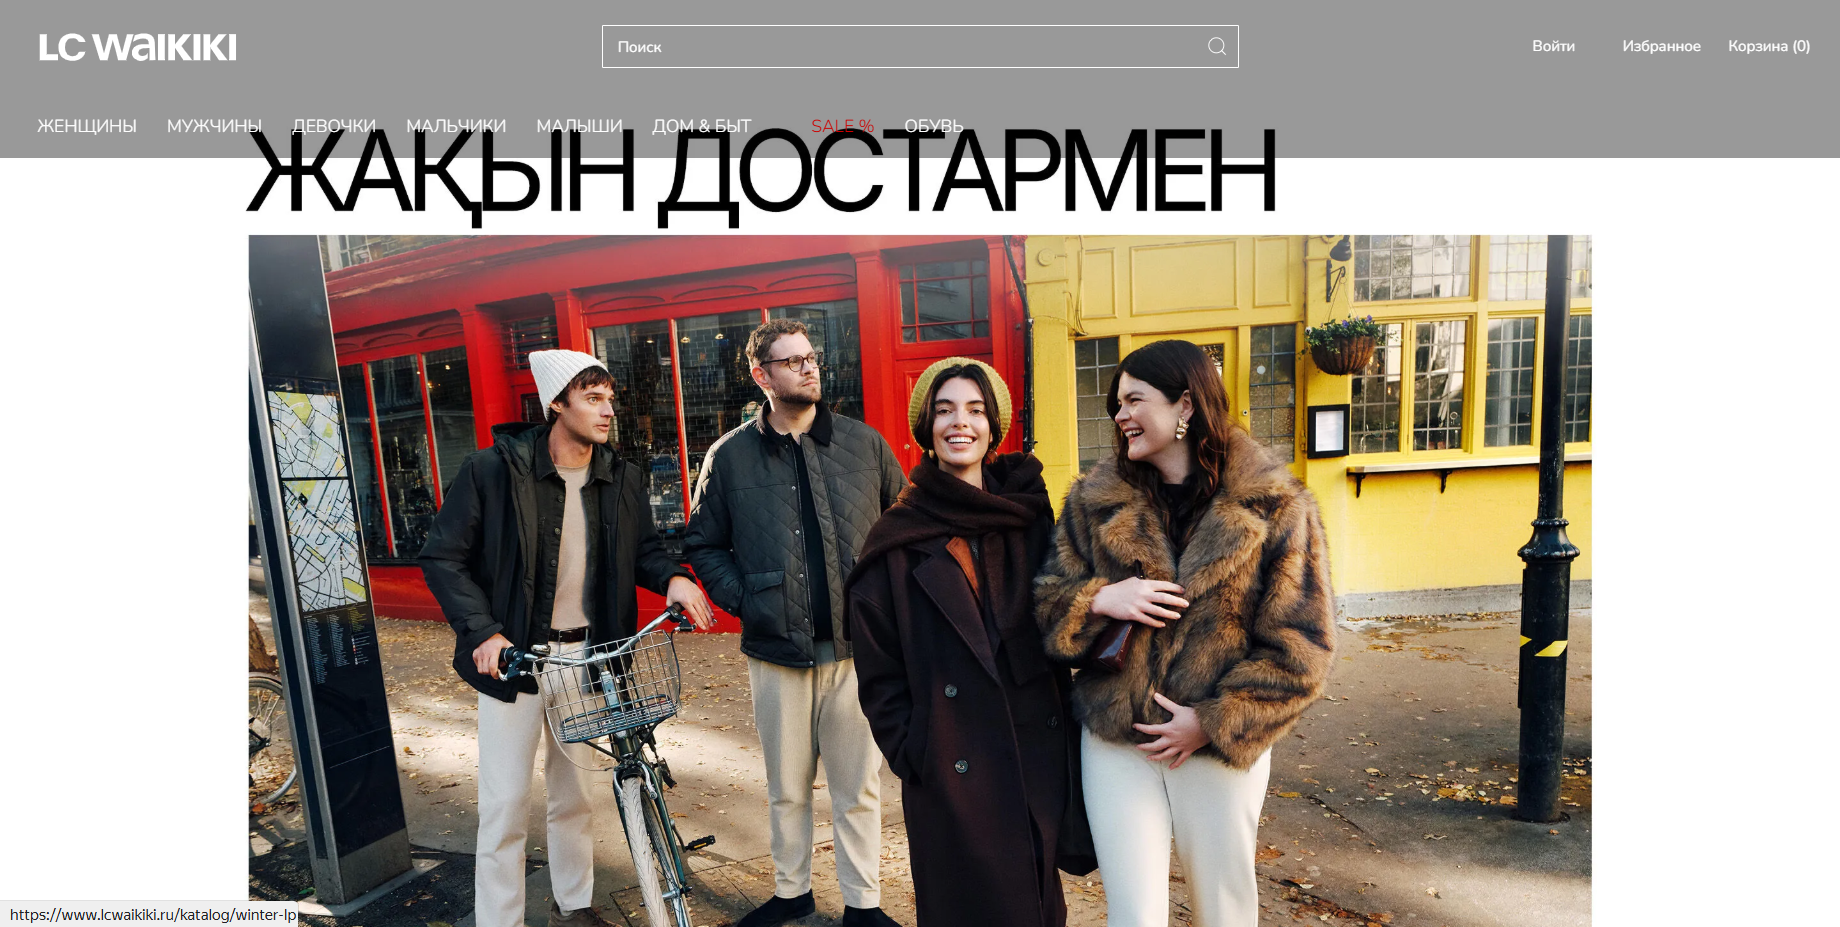 LC WAIKIKI
Поиск
Войти
Избранное
Корзина (0)
ЖЕНЩИНЫ МУЖЧИНЫ ДЕВОЧКИ МАЛЬЧИКИ МАЛЫШИ ДОМ & БЫТ SALE % ОБУВЬ
ЖАҚЫН ДОСТАРМЕН
https://www.lcwaikiki.ru/katalog/winter-lp